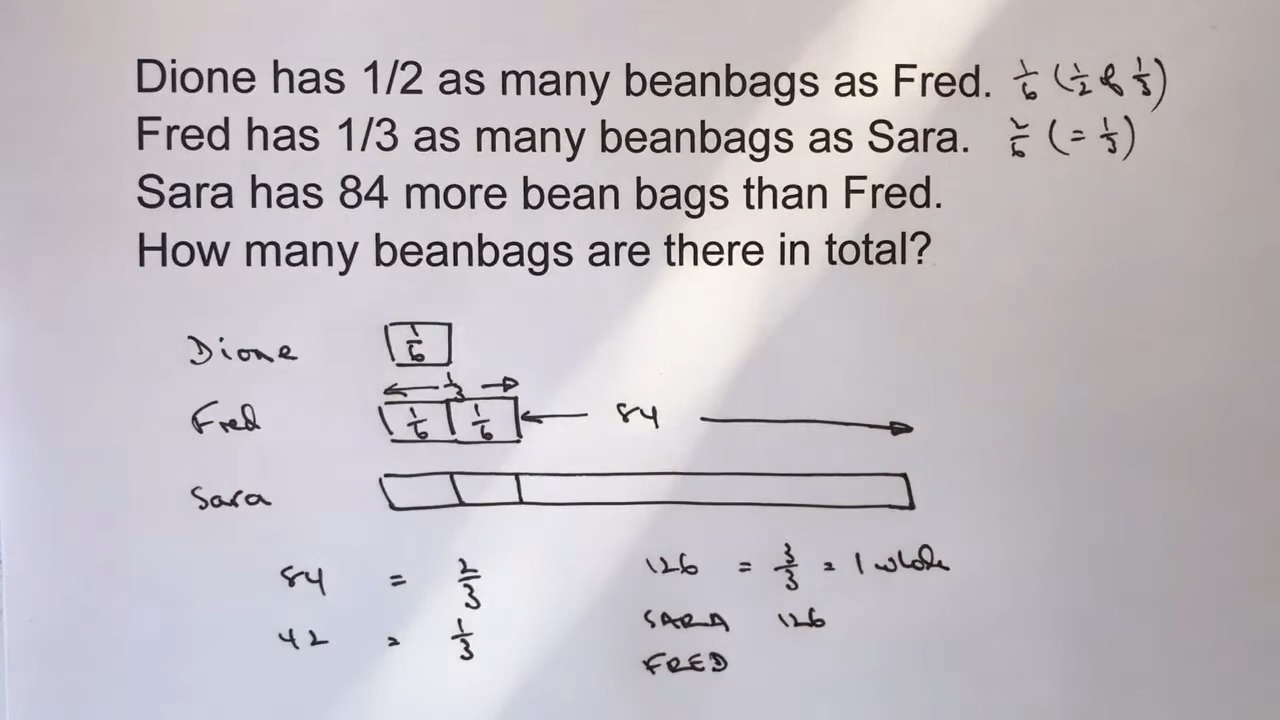 Dione has 1/2 as many beanbags as Fred. 1/6 (1/2 of 1/3)
Fred has 1/3 as many beanbags as Sara. 2/6 (= 1/3)
Sara has 84 more bean bags than Fred.
How many beanbags are there in total?
Dione 1/6
1/3
Fred 1/6 1/6 84
Sara
84 = 2/3 126 = 3/3 = 1 whole
42 = 1/3 SARA 126
FRED